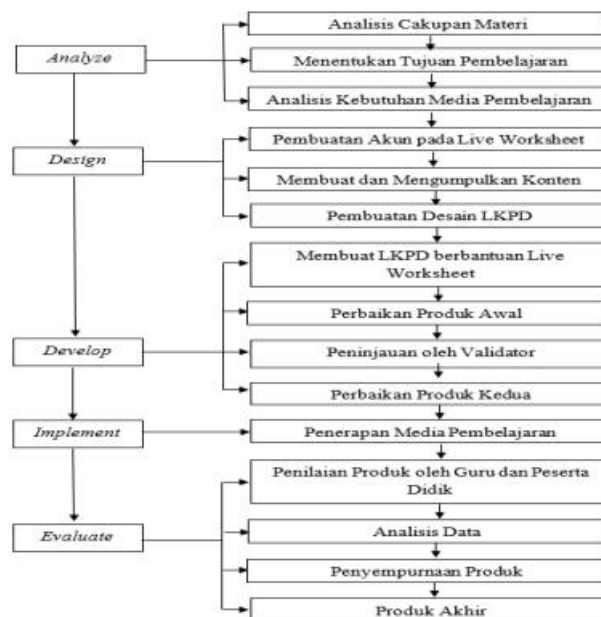 Analyze
Analisis Cakupan Materi
Menentukan Tujuan Pembelajaran
Analisis Kebutuhan Media Pembelajaran
Design
Pembuatan Akun pada Live Worksheet
Membuat dan Mengumpulkan Konten
Pembuatan Desain LKPD
Develop
Membuat LKPD berbantuan Live
Worksheet
Perbaikan Produk Awal
Peninjauan oleh Validator
Perbaikan Produk Kedua
Implement
Penerapan Media Pembelajaran
Evaluate
Penilaian Produk oleh Guru dan Peserta
Didik
Analisis Data
Penyempurnaan Produk
Produk Akhir